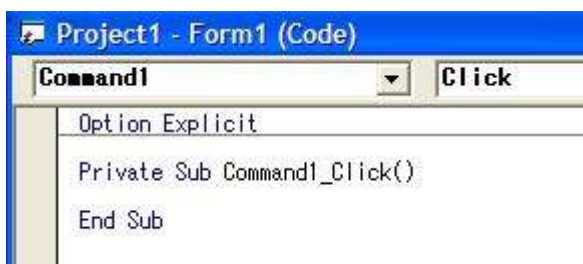 Project1 - Form1 (Code)
Command1 Click
Option Explicit
Private Sub Command1_Click()
End Sub